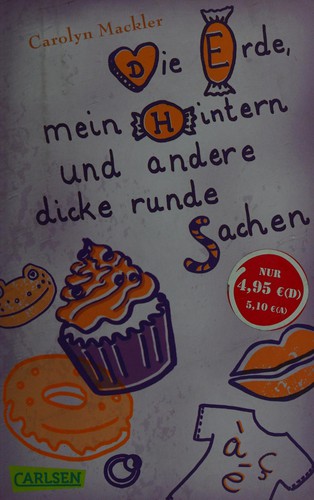 Carolyn Mackler
Die Erde,
mein Hintern
und andere
dicke runde
Sachen
NUR
4,95 €(D)
5,10 €(A)
à
é ç
CARLSEN